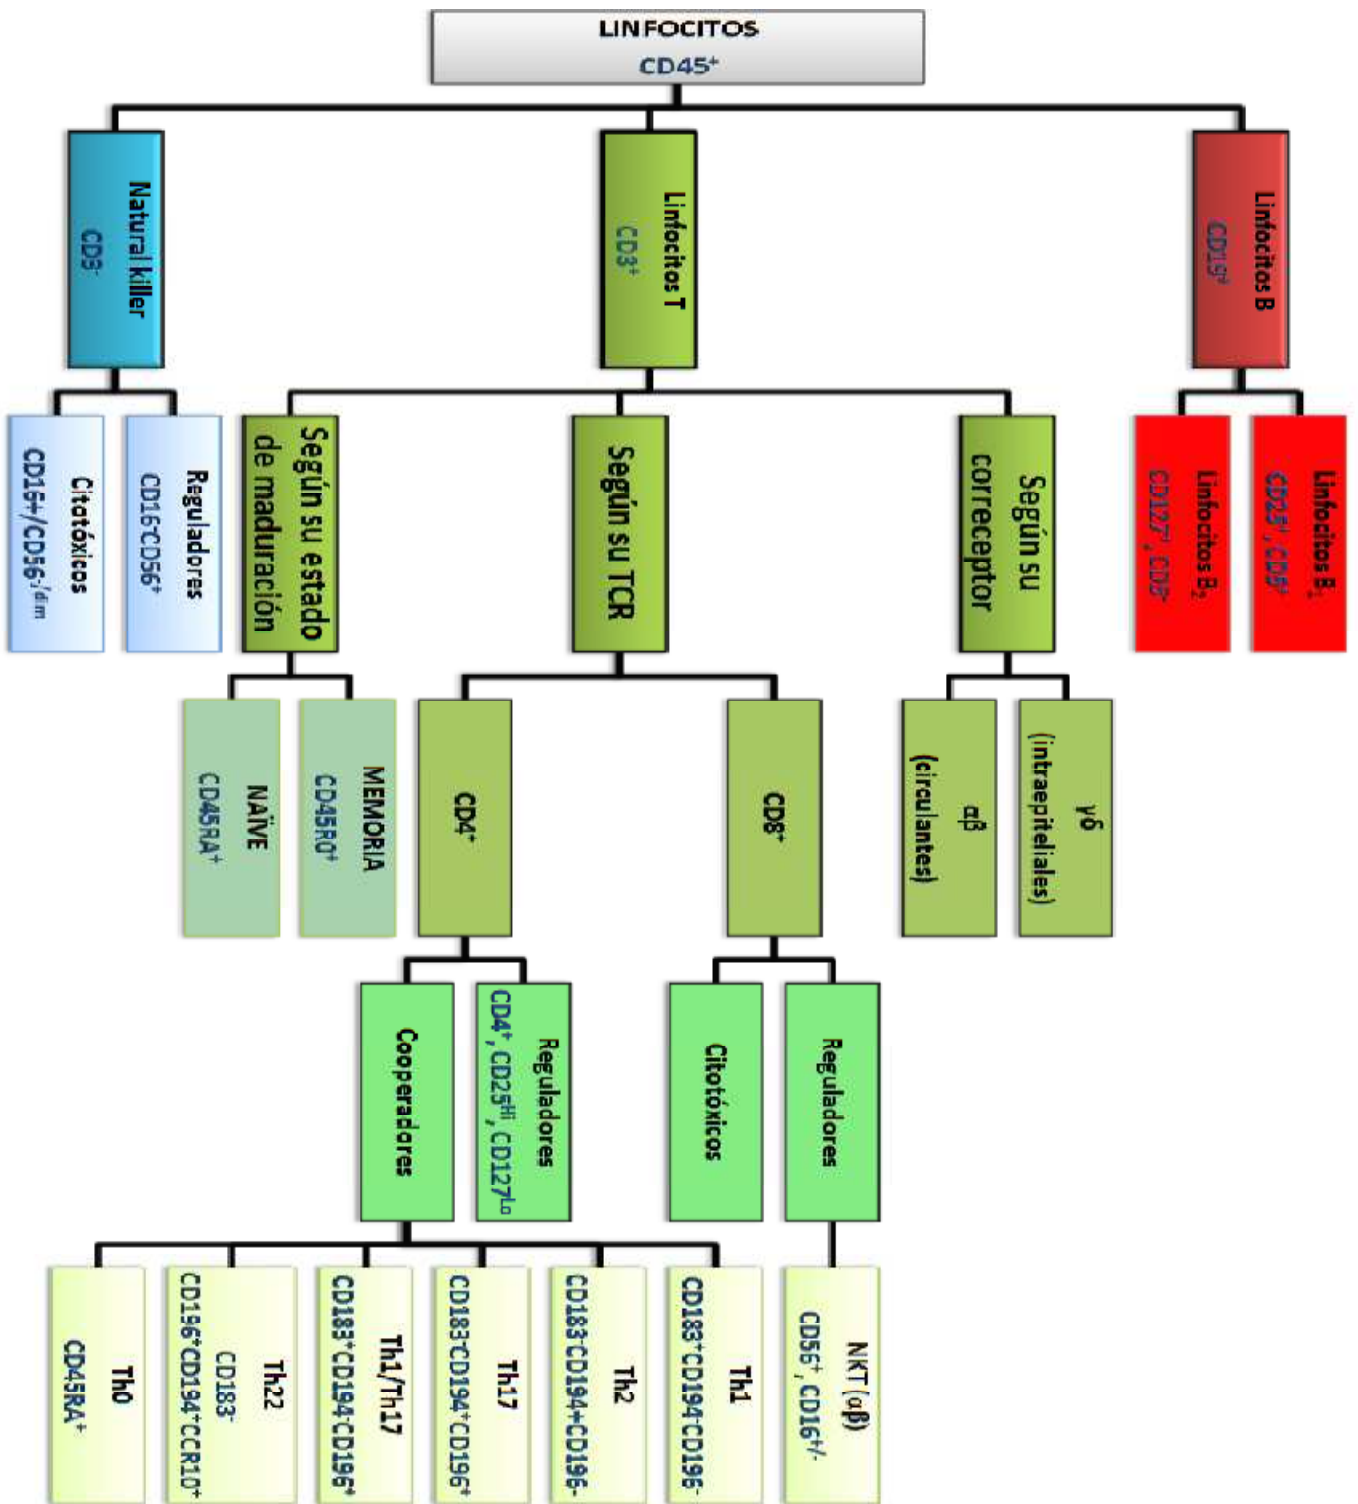 LINFOCITOS
CD45⁺
Linfocitos B
CD19⁺
Linfocitos B₁
CD25⁺, CD5⁺
Linfocitos B₂
CD127⁺, CD5⁻
Linfocitos T
CD3⁺
Según su
correceptor
γδ
(intraepiteliales)
αβ
(circulantes)
Según su TCR
CD8⁺
Reguladores
NKT (αβ)
CD56⁺, CD16⁺/⁻
Citotóxicos
CD4⁺
Reguladores
CD4⁺, CD25ᴴⁱ, CD127ᴸᵒ
Cooperadores
Th1
CD183⁺CD194⁻CD196⁻
Th2
CD183⁻CD194+CD196-
Th17
CD183⁻CD194⁺CD196⁺
Th1/Th17
CD183⁺CD194⁻CD196⁺
Th22
CD183⁻
CD196⁺CD194⁺CCR10⁺
Th0
CD45RA⁺
Según su estado
de maduración
MEMORIA
CD45R0⁺
NAÏVE
CD45RA⁺
Natural killer
CD3⁻
Reguladores
CD16⁻CD56⁺
Citotóxicos
CD16+/CD56⁻/ᵈⁱᵐ